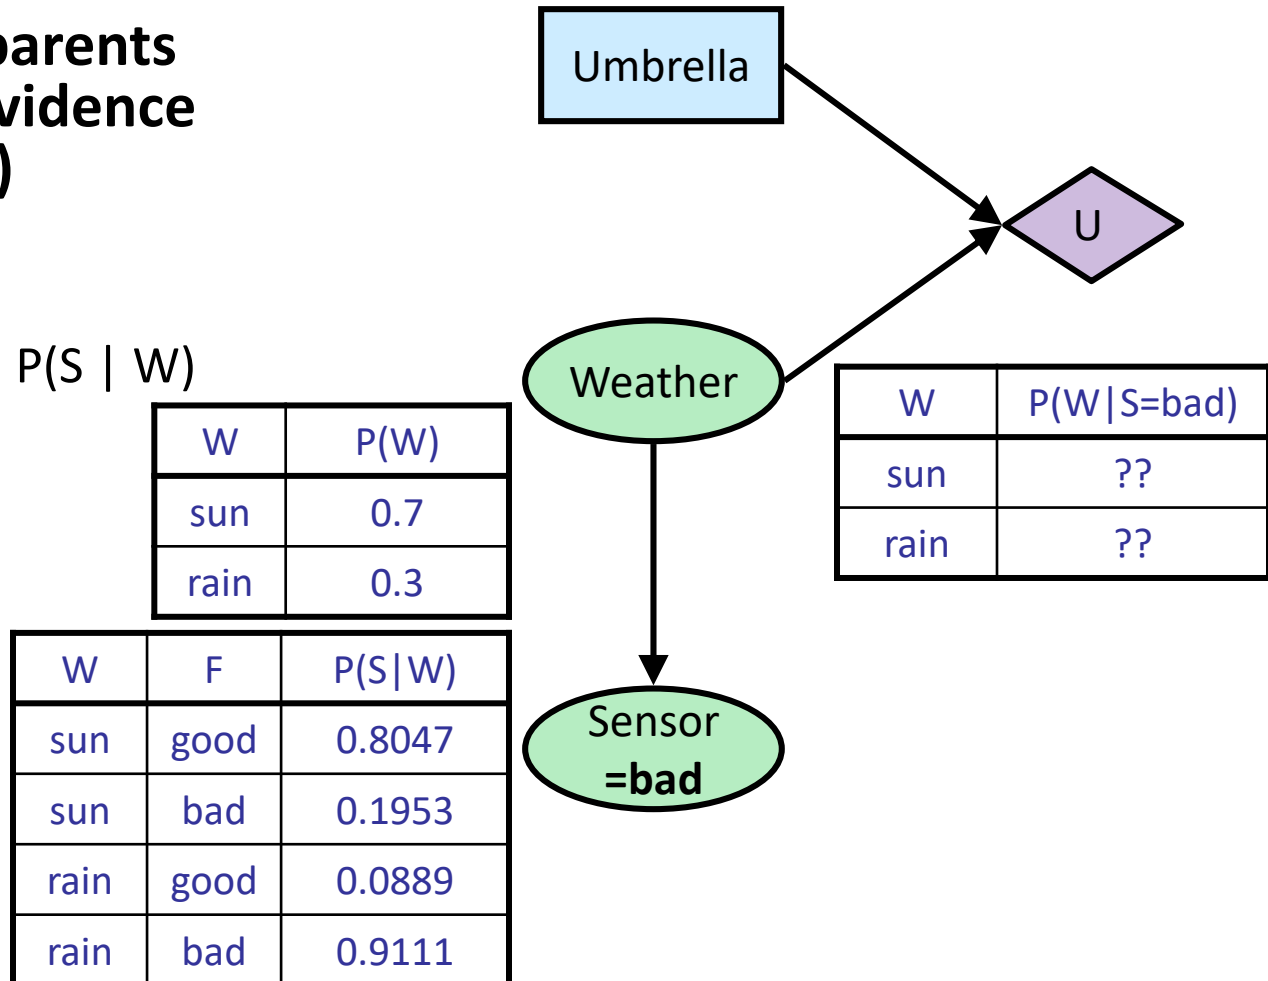 parents
vidence
)
Umbrella
U
P(S | W)
Weather
W P(W)
sun 0.7
rain 0.3
W P(W|S=bad)
sun ??
rain ??
W F P(S|W)
sun good 0.8047
sun bad 0.1953
rain good 0.0889
rain bad 0.9111
Sensor
=bad